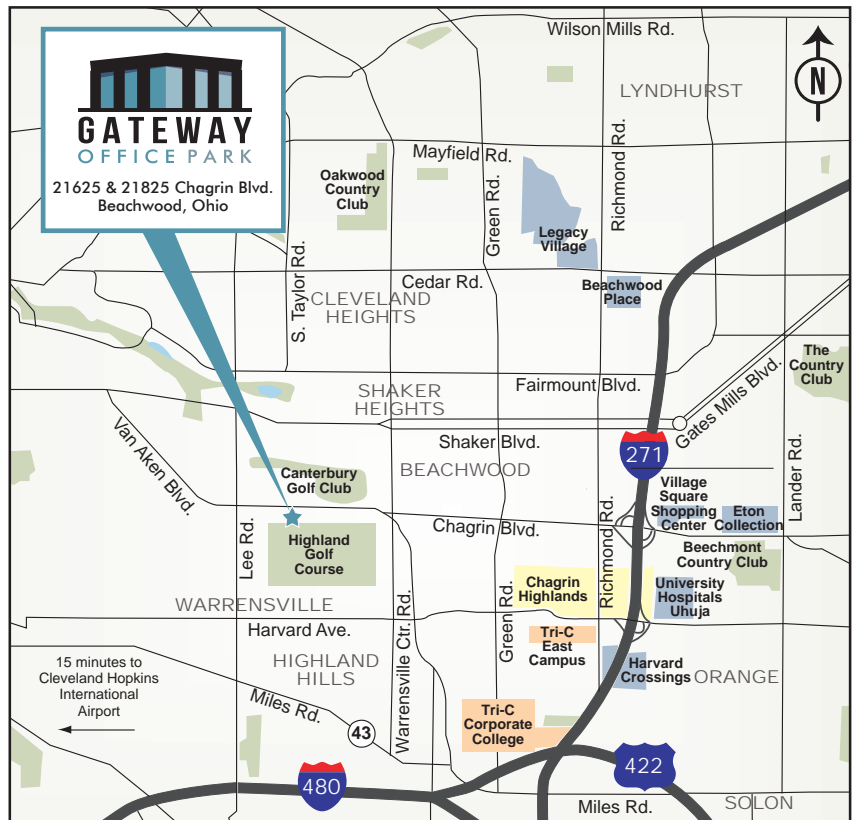 Wilson Mills Rd.
N
LYNDHURST
GATEWAY
OFFICE PARK
21625 & 21825 Chagrin Blvd.
Beachwood, Ohio
Richmond Rd.
Mayfield Rd.
Oakwood
Country
Club
Green Rd.
Legacy
Village
S. Taylor Rd.
Cedar Rd.
Beachwood
Place
CLEVELAND
HEIGHTS
The
Country
Club
Gates Mills Blvd.
Fairmount Blvd.
SHAKER
HEIGHTS
Van Aken Blvd.
Shaker Blvd.
271
BEACHWOOD
Lander Rd.
Canterbury
Golf Club
Village
Square
Shopping
Center
Eton
Collection
Richmond Rd.
Chagrin Blvd.
Lee Rd.
Highland
Golf
Course
Beechmont
Country Club
Chagrin
Highlands
University
Hospitals
Uhuja
Green Rd.
Warrensville Ctr. Rd.
WARRENSVILLE
Harvard Ave.
Tri-C
East
Campus
15 minutes to
Cleveland Hopkins
International
Airport
HIGHLAND
HILLS
Harvard
Crossings
ORANGE
Miles Rd.
43
Tri-C
Corporate
College
480
422
Miles Rd.
SOLON